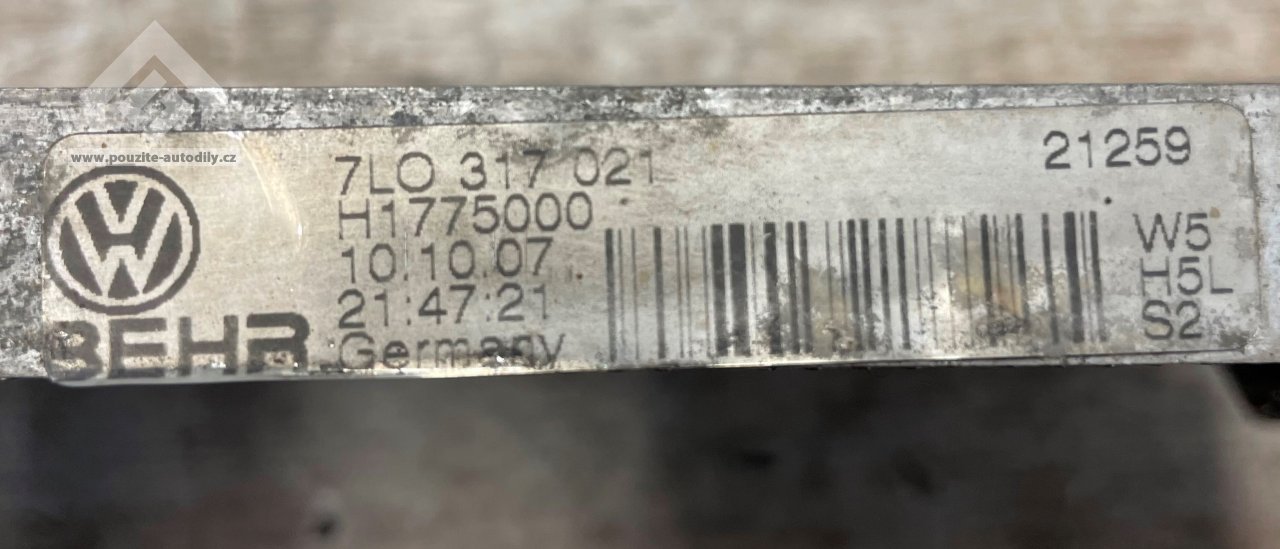 www.pouzite-autodily.cz
7LO 317 021
21259
H1775000
10.10.07
21:47:21
Germany
BEHR
W5
H5L
S2